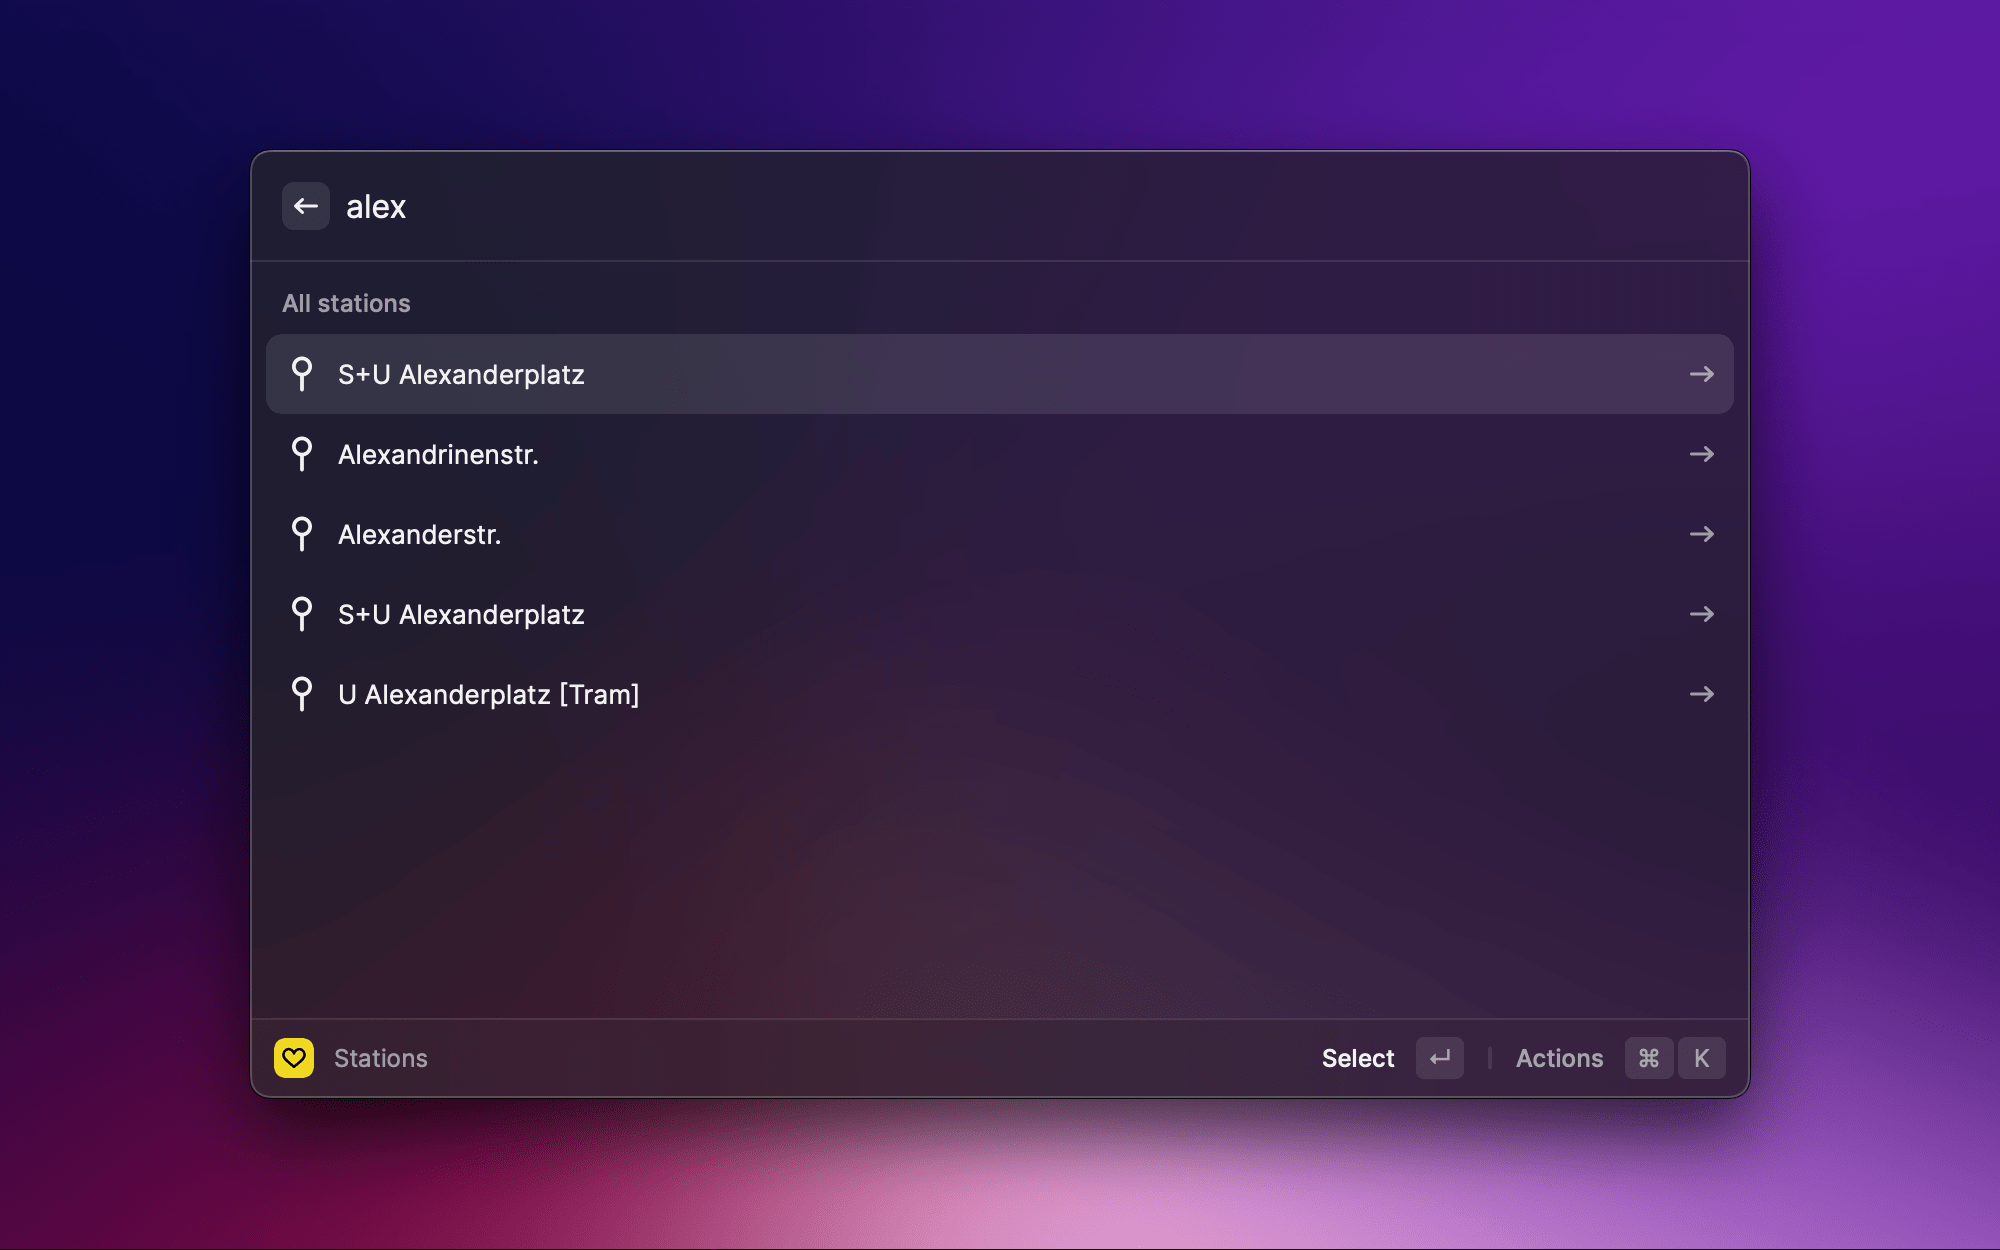 alex
All stations
S+U Alexanderplatz
Alexandrinenstr.
Alexanderstr.
S+U Alexanderplatz
U Alexanderplatz [Tram]
Stations
Select
Actions ⌘ K